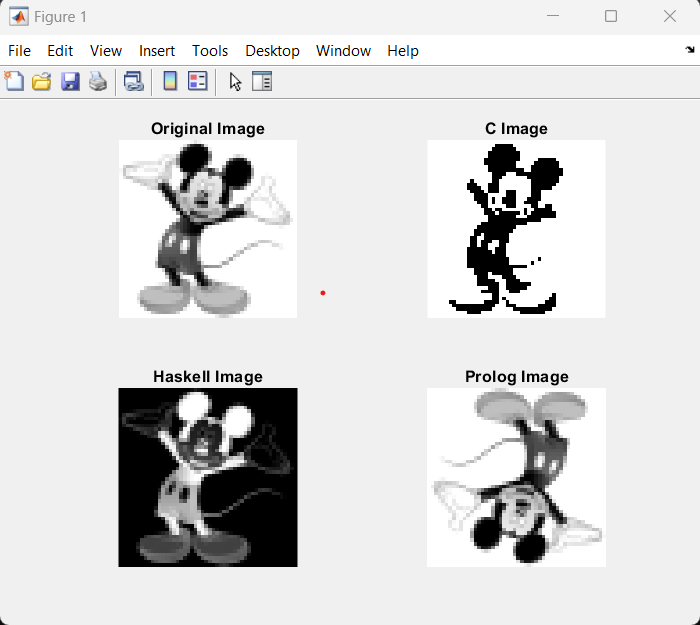 Figure 1
File Edit View Insert Tools Desktop Window Help
Original Image
C Image
Haskell Image
Prolog Image